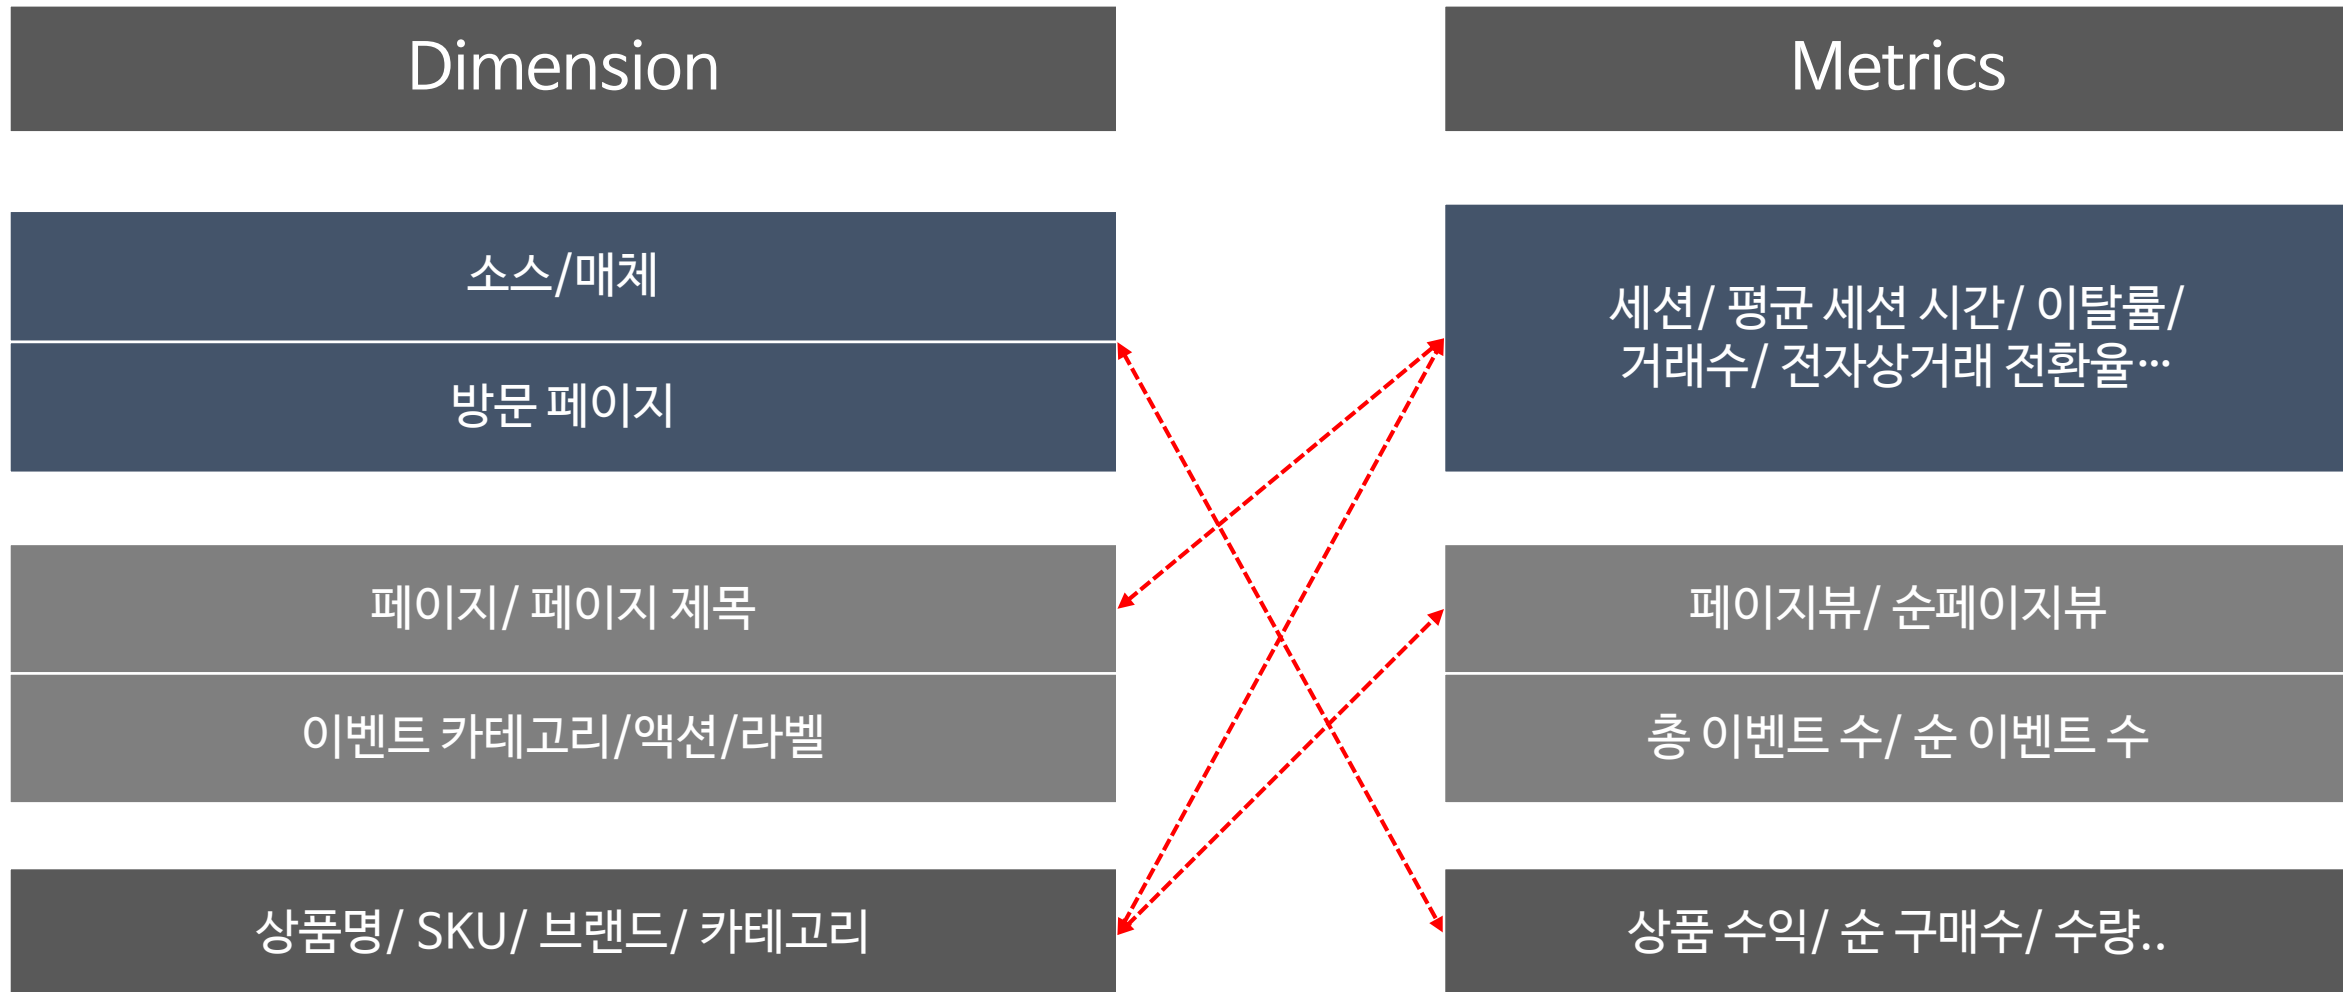 Dimension
Metrics
소스/매체
방문 페이지
세션/ 평균 세션 시간/ 이탈률/
거래수/ 전자상거래 전환율…
페이지/ 페이지 제목
이벤트 카테고리/액션/라벨
페이지뷰/ 순페이지뷰
총 이벤트 수/ 순 이벤트 수
상품명/ SKU/ 브랜드/ 카테고리
상품 수익/ 순 구매수/ 수량..